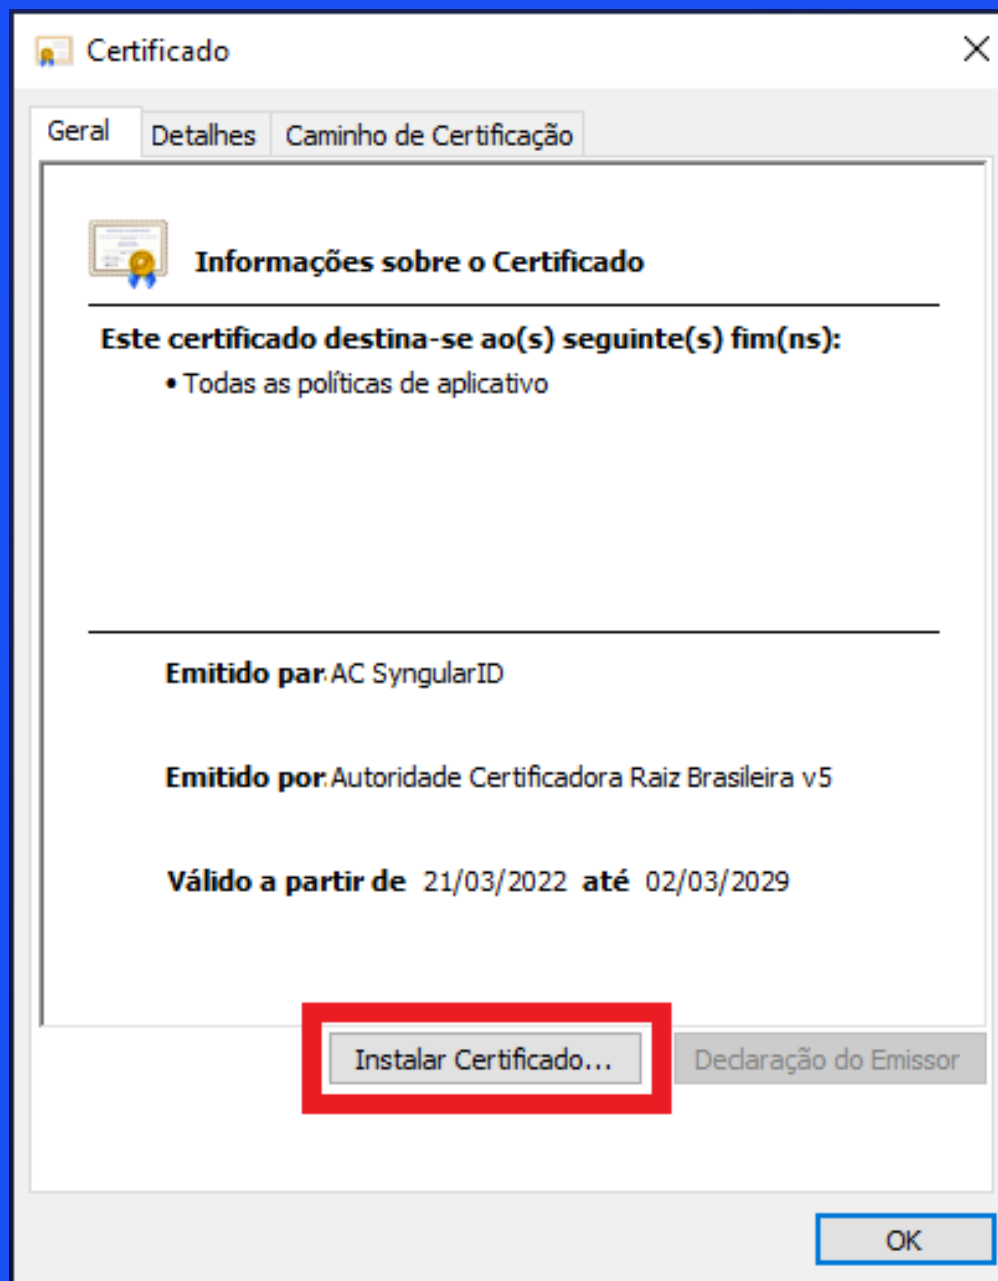 Certificado
Geral
Detalhes
Caminho de Certificação
Informações sobre o Certificado
Este certificado destina-se ao(s) seguinte(s) fim(ns):
• Todas as políticas de aplicativo
Emitido par AC SyngularID
Emitido por Autoridade Certificadora Raiz Brasileira v5
Válido a partir de 21/03/2022 até 02/03/2029
Instalar Certificado...
Declaração do Emissor
OK